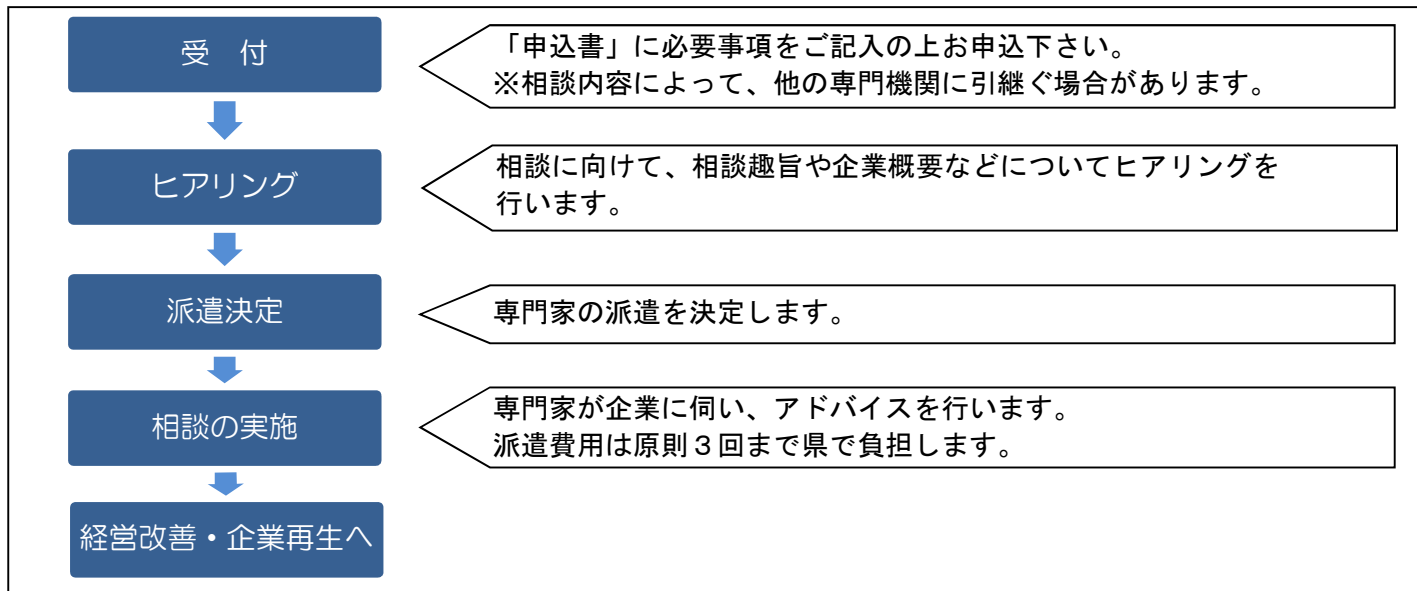 受　付
「申込書」に必要事項をご記入の上お申込下さい。
※相談内容によって、他の専門機関に引継ぐ場合があります。
ヒアリング
相談に向けて、相談趣旨や企業概要などについてヒアリングを
行います。
派遣決定
専門家の派遣を決定します。
相談の実施
専門家が企業に伺い、アドバイスを行います。
派遣費用は原則３回まで県で負担します。
経営改善・企業再生へ